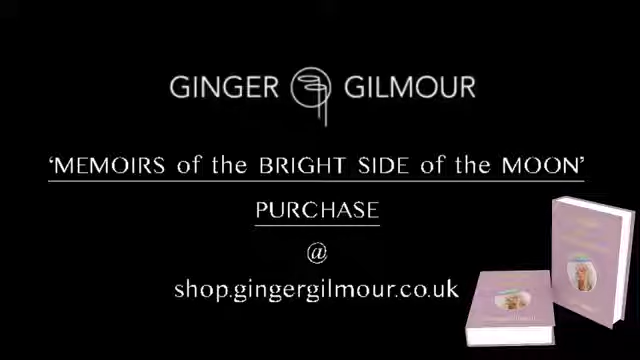 GINGER GILMOUR
‘MEMOIRS of the BRIGHT SIDE of the MOON’
PURCHASE
@
shop.gingergilmour.co.uk